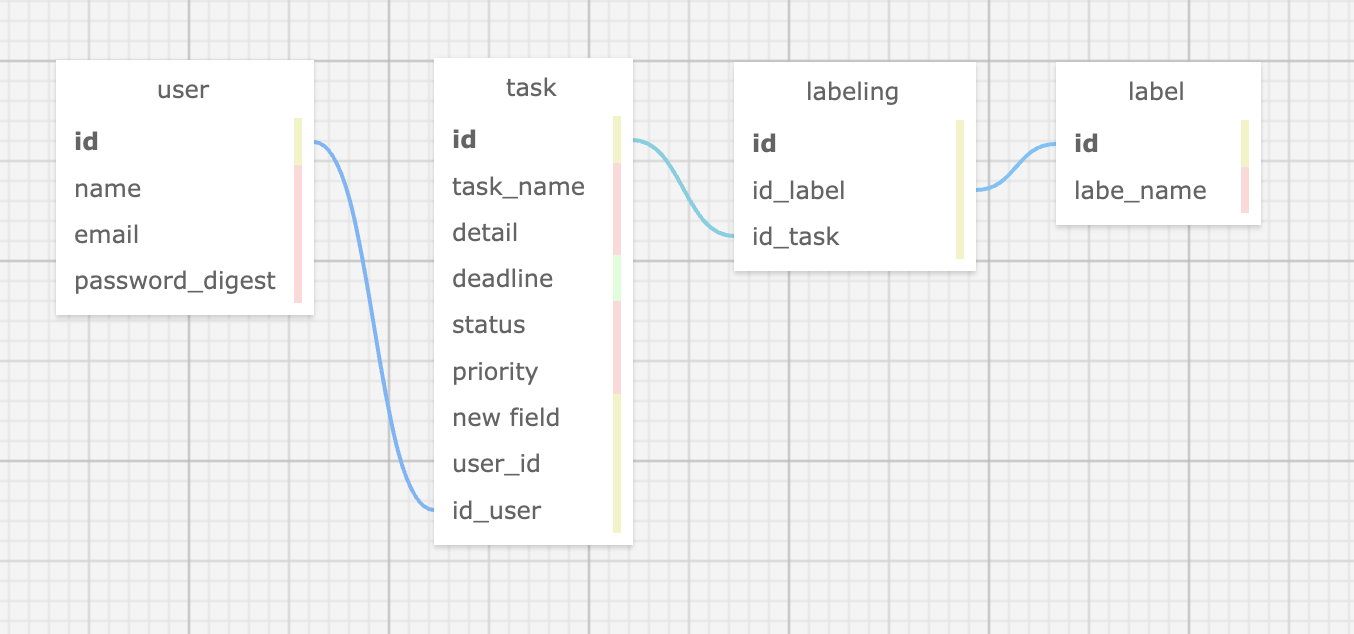 user
id
name
email
password_digest
task
id
task_name
detail
deadline
status
priority
new field
user_id
id_user
labeling
id
id_label
id_task
label
id
labe_name